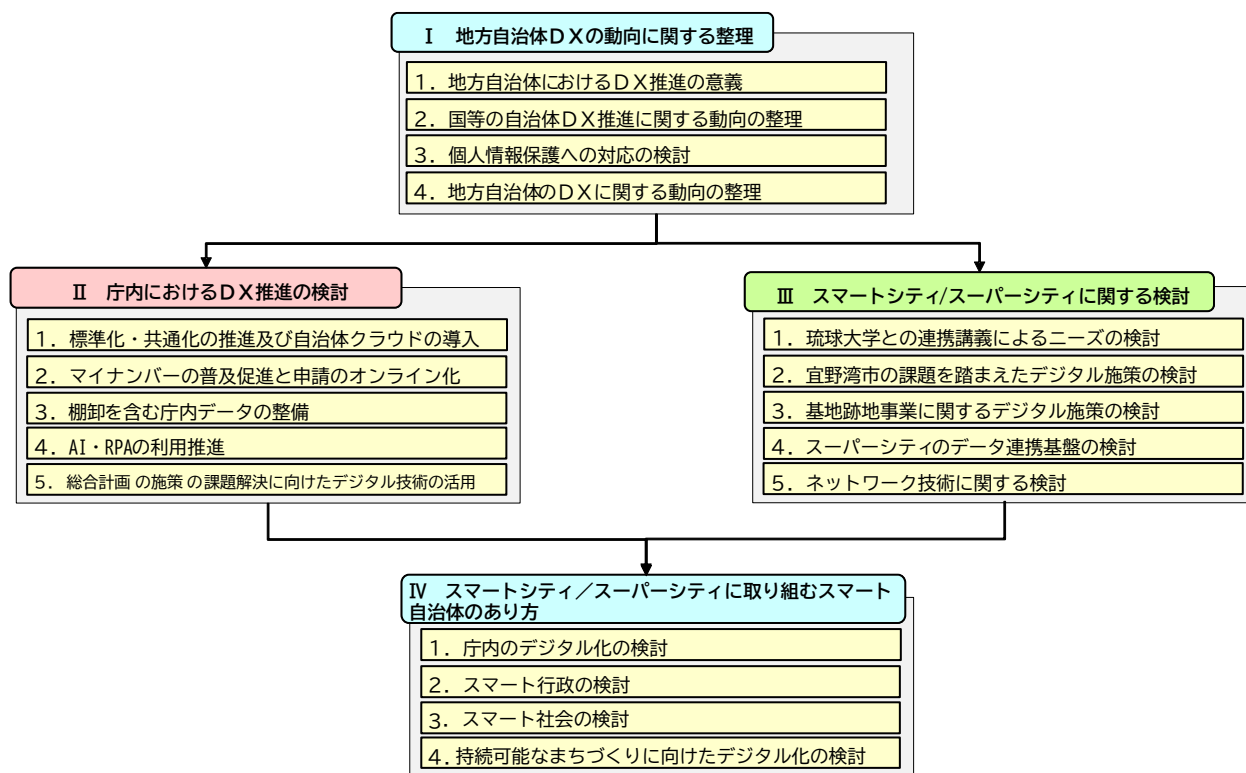 Ⅰ　地方自治体ＤＸの動向に関する整理
１．地方自治体におけるＤＸ推進の意義
２．国等の自治体ＤＸ推進に関する動向の整理
３．個人情報保護への対応の検討
４．地方自治体のＤＸに関する動向の整理
Ⅱ　庁内におけるＤＸ推進の検討
１．標準化・共通化の推進及び自治体クラウドの導入
２．マイナンバーの普及促進と申請のオンライン化
３．棚卸を含む庁内データの整備
４．AI・RPAの利用推進
５．総合計画の施策の課題解決に向けたデジタル技術の活用
Ⅲ　スマートシティ/スーパーシティに関する検討
１．琉球大学との連携講義によるニーズの検討
２．宜野湾市の課題を踏まえたデジタル施策の検討
３．基地跡地事業に関するデジタル施策の検討
４．スーパーシティのデータ連携基盤の検討
５．ネットワーク技術に関する検討
Ⅳ　スマートシティ／スーパーシティに取り組むスマート
自治体のあり方
１．庁内のデジタル化の検討
２．スマート行政の検討
３．スマート社会の検討
４．持続可能なまちづくりに向けたデジタル化の検討